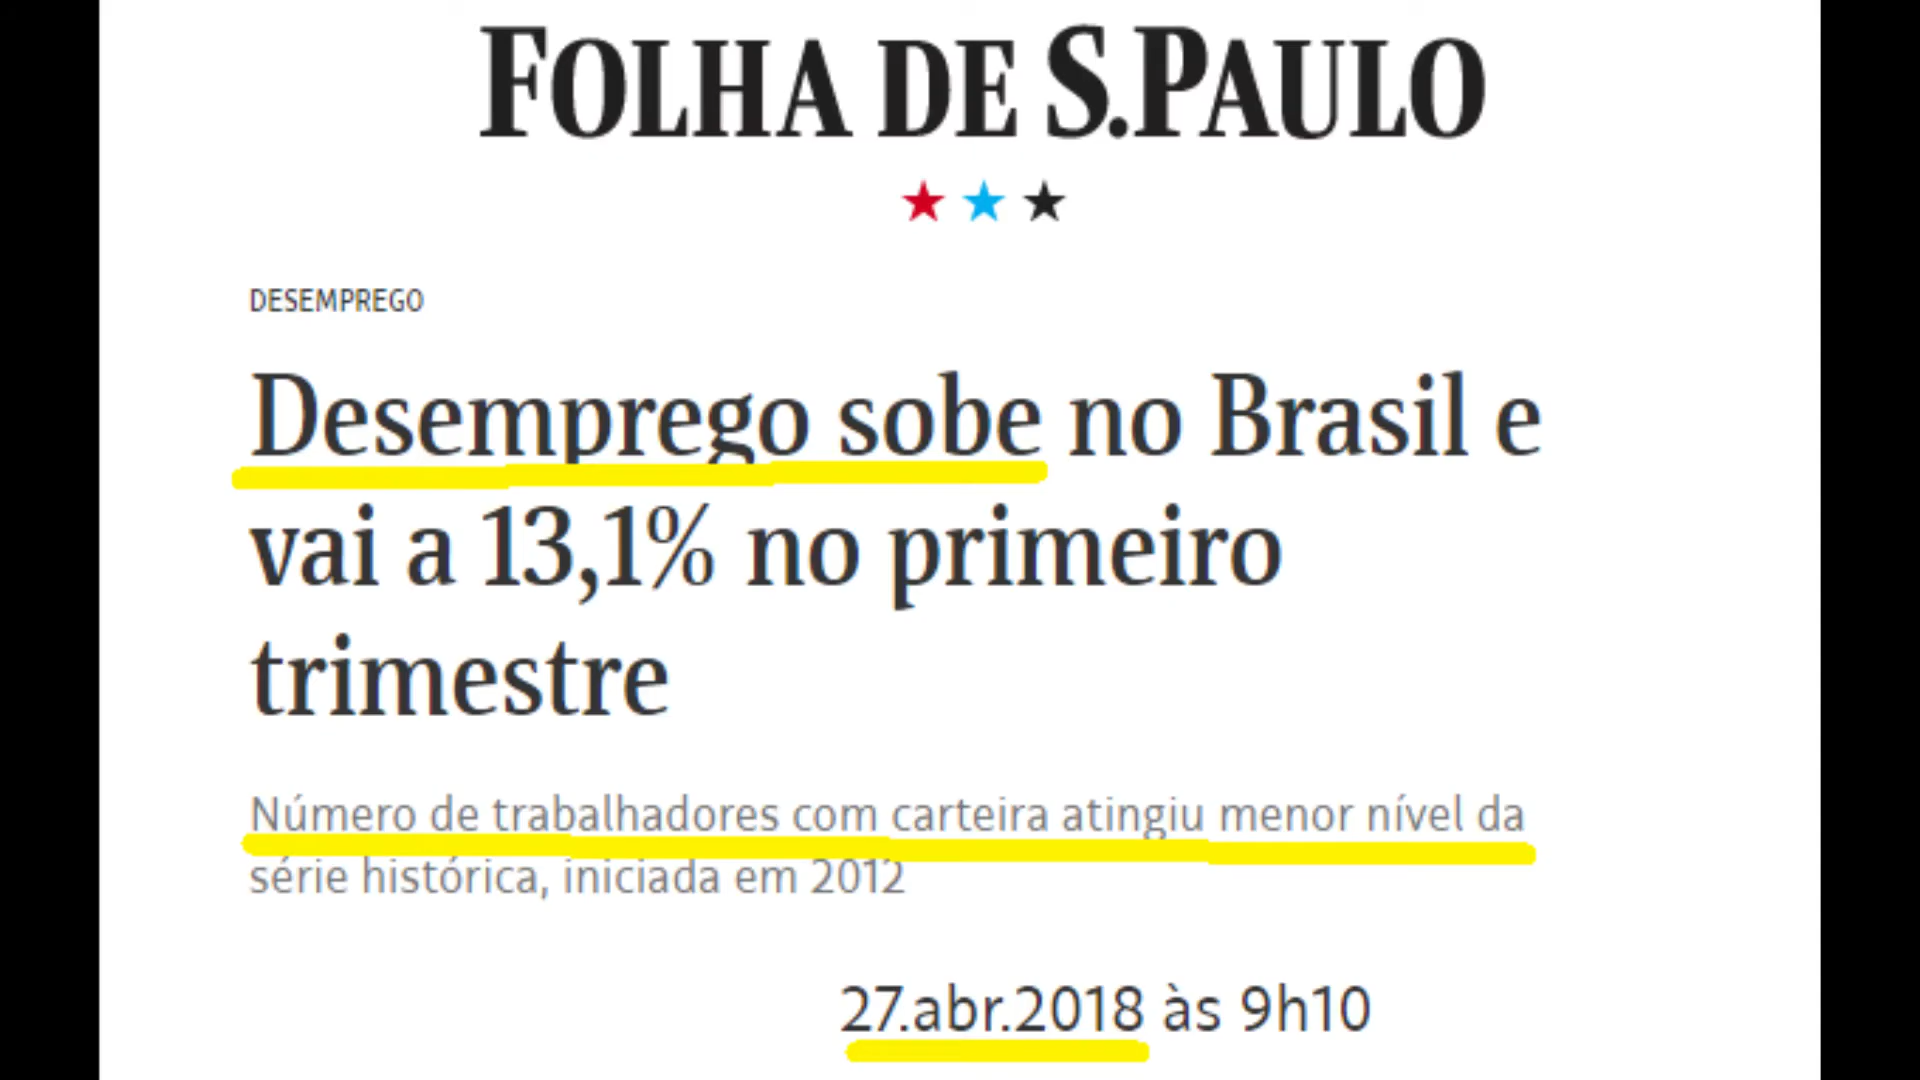 FOLHA DE S.PAULO
DESEMPREGO
Desemprego sobe no Brasil e
vai a 13,1% no primeiro
trimestre
Número de trabalhadores com carteira atingiu menor nível da
série histórica, iniciada em 2012
27.abr.2018 às 9h10